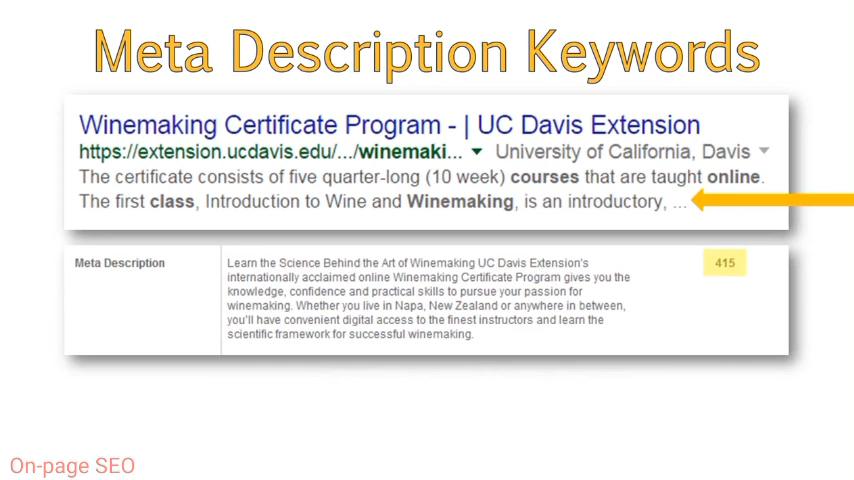 Meta Description Keywords
Winemaking Certificate Program - | UC Davis Extension
https://extension.ucdavis.edu/.../winemaki... University of California, Davis
The certificate consists of five quarter-long (10 week) courses that are taught online.
The first class, Introduction to Wine and Winemaking, is an introductory, ...
Meta Description
Learn the Science Behind the Art of Winemaking UC Davis Extension's
415
internationally acclaimed online Winemaking Certificate Program gives you the
knowledge, confidence and practical skills to pursue your passion for
winemaking. Whether you live in Napa, New Zealand or anywhere in between,
you'll have convenient digital access to the finest instructors and learn the
scientific framework for successful winemaking.
On-page SEO